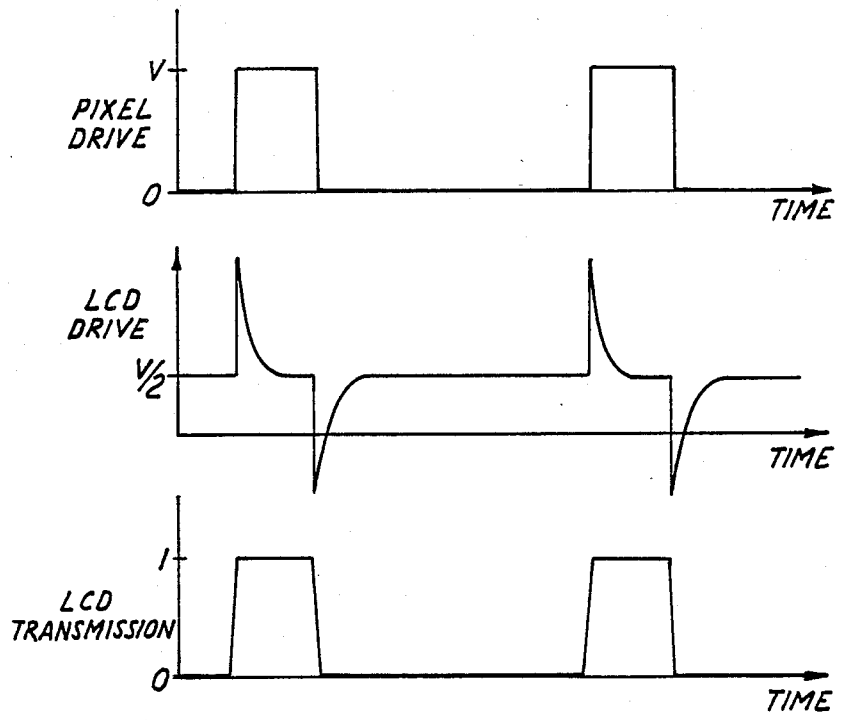 V
PIXEL
DRIVE
0
TIME
LCD
DRIVE
V/2
TIME
1
LCD
TRANSMISSION
0
TIME